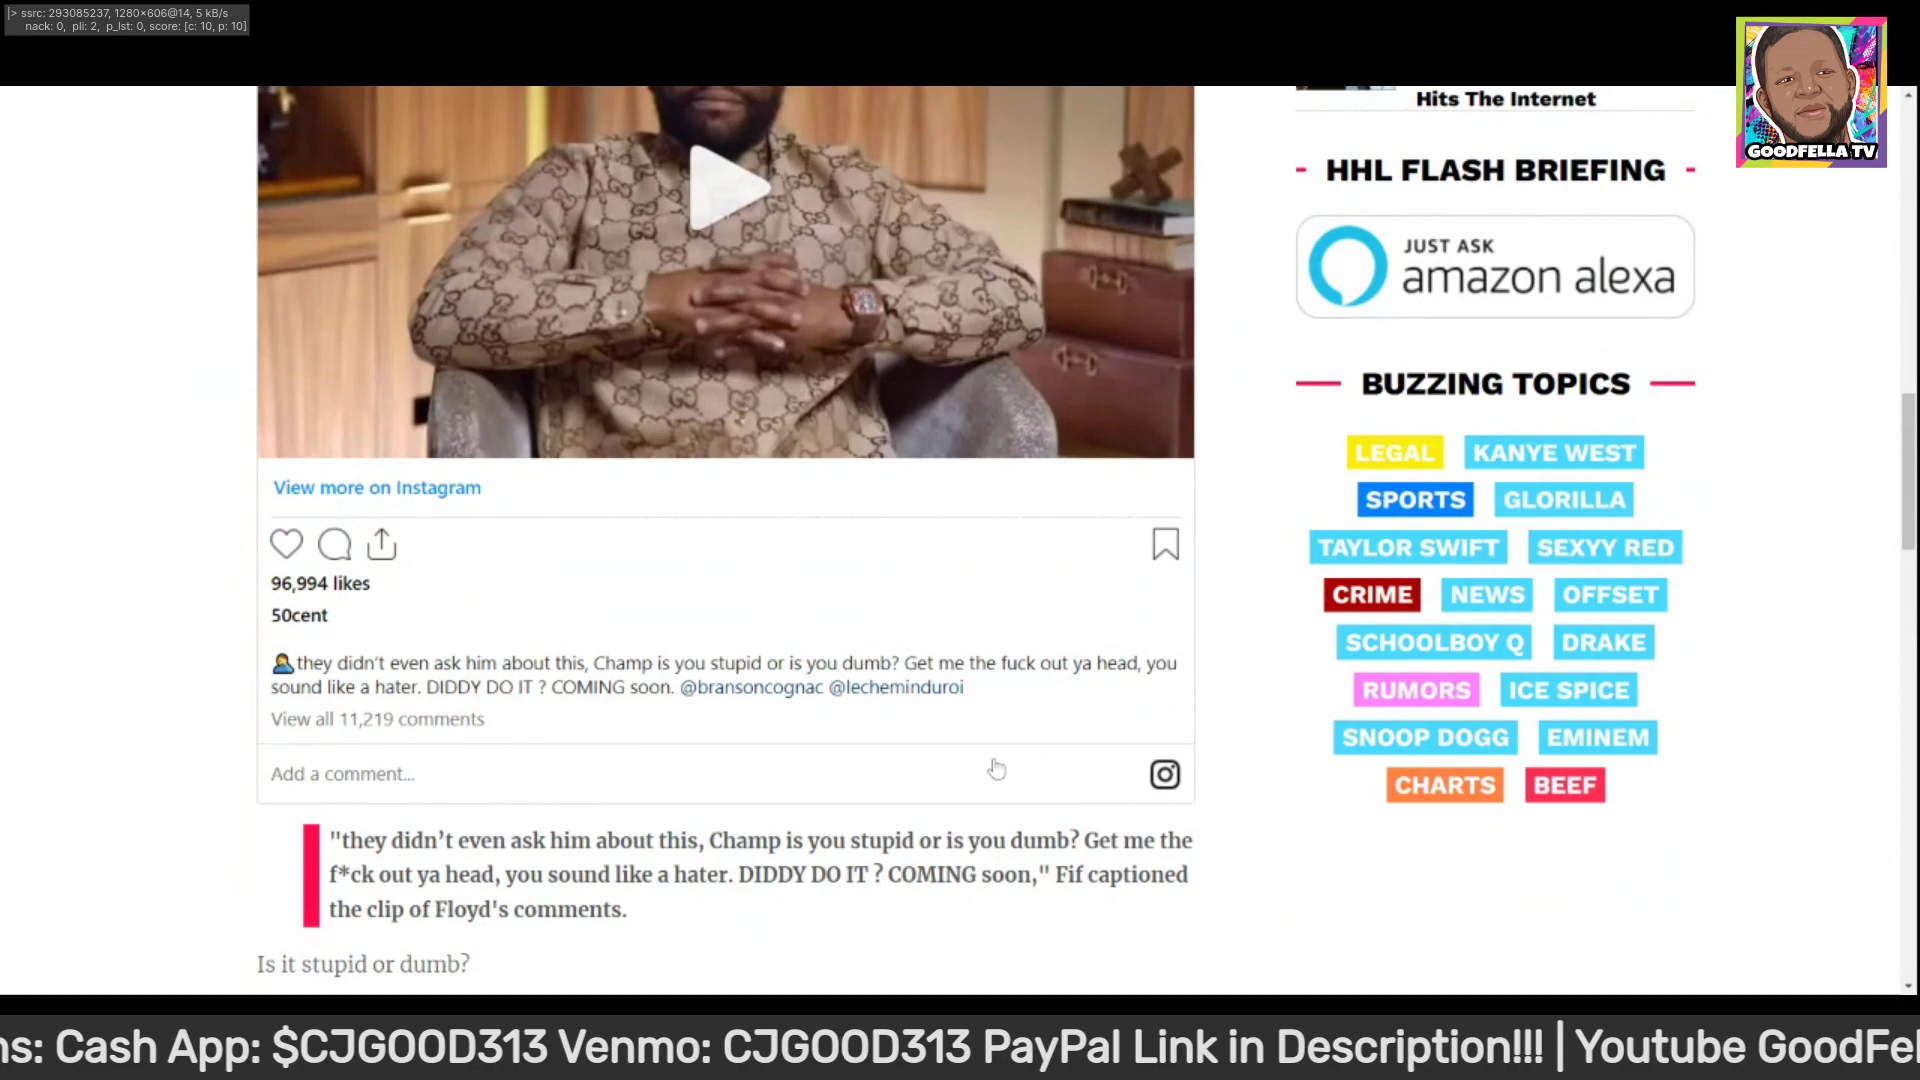 |> ssrc: 293085237, 1280×606@14, 5 kB/s
nack: 0, pli: 2, p_lst: 0, score: [c: 10, p: 10]
GOODFELLA TV
Hits The Internet
HHL FLASH BRIEFING
JUST ASK
amazon alexa
BUZZING TOPICS
LEGAL KANYE WEST
SPORTS GLORILLA
TAYLOR SWIFT SEXYY RED
CRIME NEWS OFFSET
SCHOOLBOY Q DRAKE
RUMORS ICE SPICE
SNOOP DOGG EMINEM
CHARTS BEEF
View more on Instagram
96,994 likes
50cent
🤦they didn't even ask him about this, Champ is you stupid or is you dumb? Get me the fuck out ya head, you
sound like a hater. DIDDY DO IT ? COMING soon. @bransoncognac @lecheminduroi
View all 11,219 comments
Add a comment...
"they didn't even ask him about this, Champ is you stupid or is you dumb? Get me the
f*ck out ya head, you sound like a hater. DIDDY DO IT ? COMING soon," Fif captioned
the clip of Floyd's comments.
Is it stupid or dumb?
ns: Cash App: $CJGOOD313 Venmo: CJGOOD313 PayPal Link in Description!!! | Youtube GoodFel